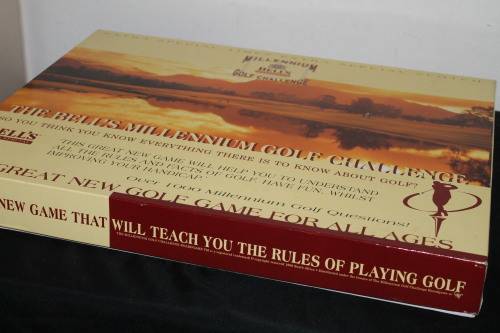 MILLENNIUM
BELL'S
GOLF CHALLENGE
THE BELL'S MILLENNIUM GOLF CHALLENGE
SO YOU THINK YOU KNOW EVERYTHING THERE IS TO KNOW ABOUT GOLF?
THIS GREAT NEW GAME WILL HELP YOU TO UNDERSTAND
ALL THE RULES AND FACTS OF GOLF. HAVE FUN, WHILST
IMPROVING YOUR HANDICAP.
BELL'S
Over 1000 Millennium Golf Questions!
GREAT NEW GOLF GAME FOR ALL AGES
NEW GAME THAT WILL TEACH YOU THE RULES OF PLAYING GOLF